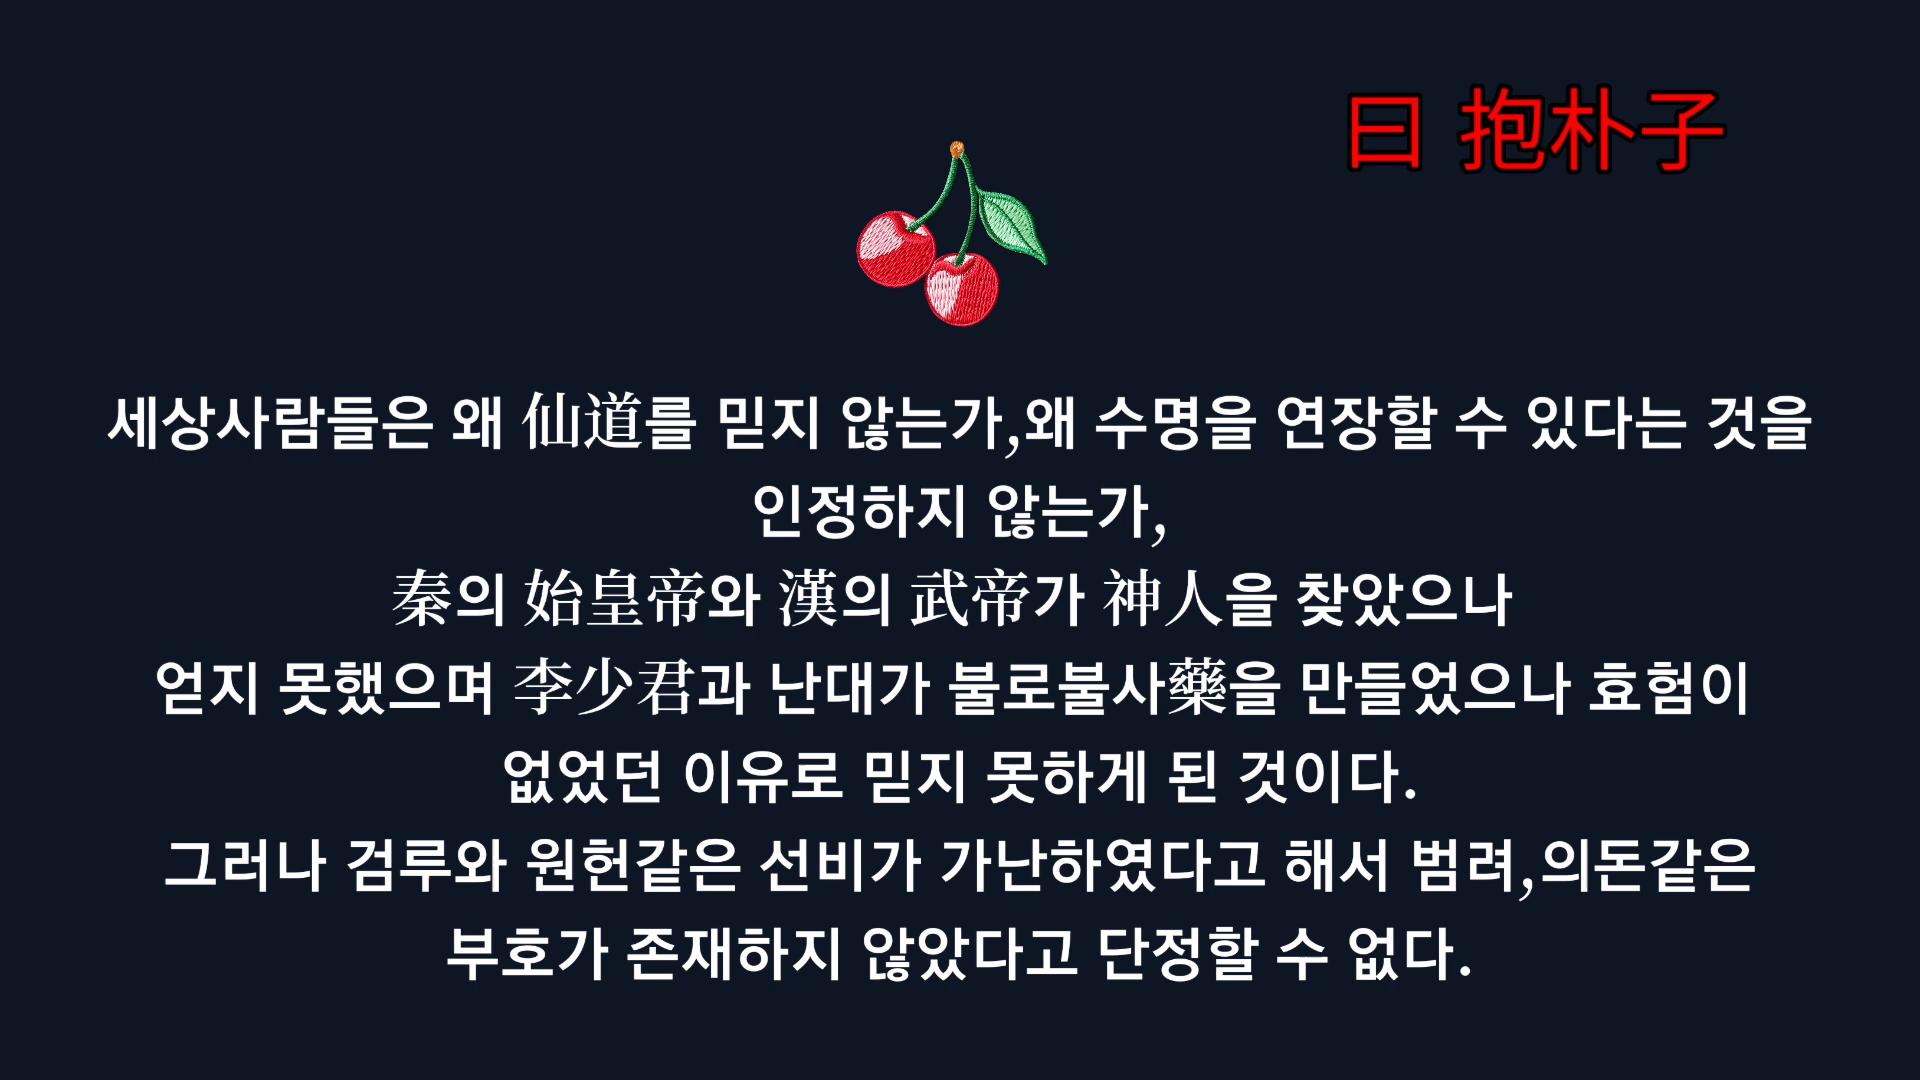 曰 抱朴子
세상사람들은 왜 仙道를 믿지 않는가,왜 수명을 연장할 수 있다는 것을
인정하지 않는가,
秦의 始皇帝와 漢의 武帝가 神人을 찾았으나
얻지 못했으며 李少君과 난대가 불로불사藥을 만들었으나 효험이
없었던 이유로 믿지 못하게 된 것이다.
그러나 검루와 원헌같은 선비가 가난하였다고 해서 범려,의돈같은
부호가 존재하지 않았다고 단정할 수 없다.